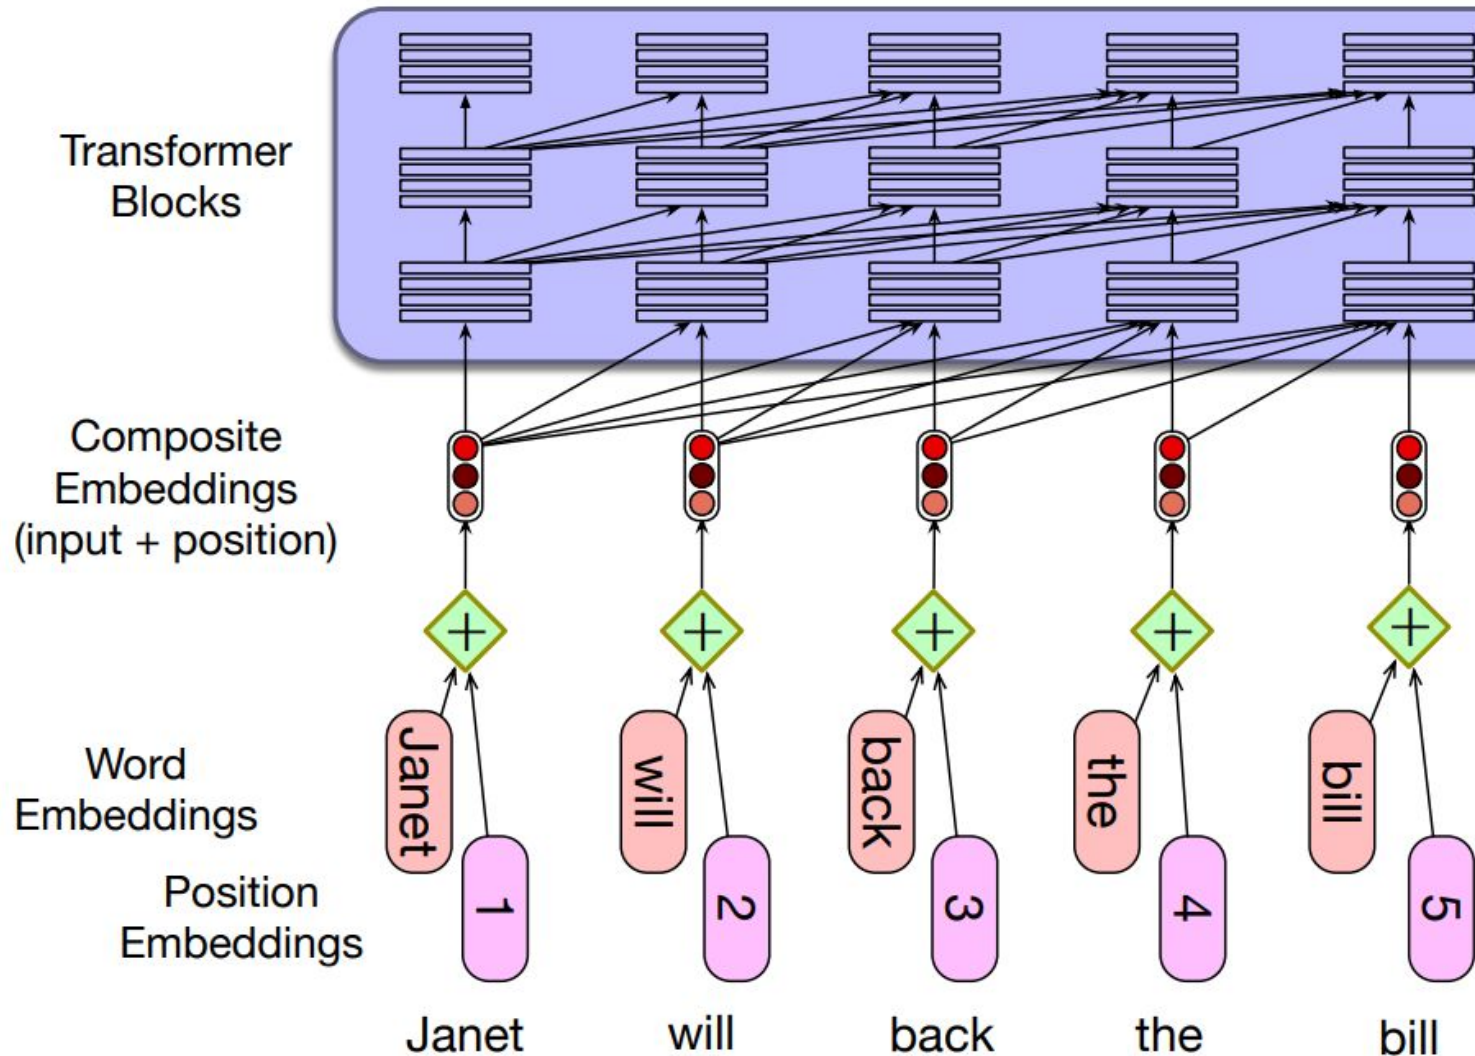 Transformer
Blocks
Composite
Embeddings
(input + position)
+ + + + +
Word
Embeddings
Janet will back the bill
Position
Embeddings
1 2 3 4 5
Janet will back the bill